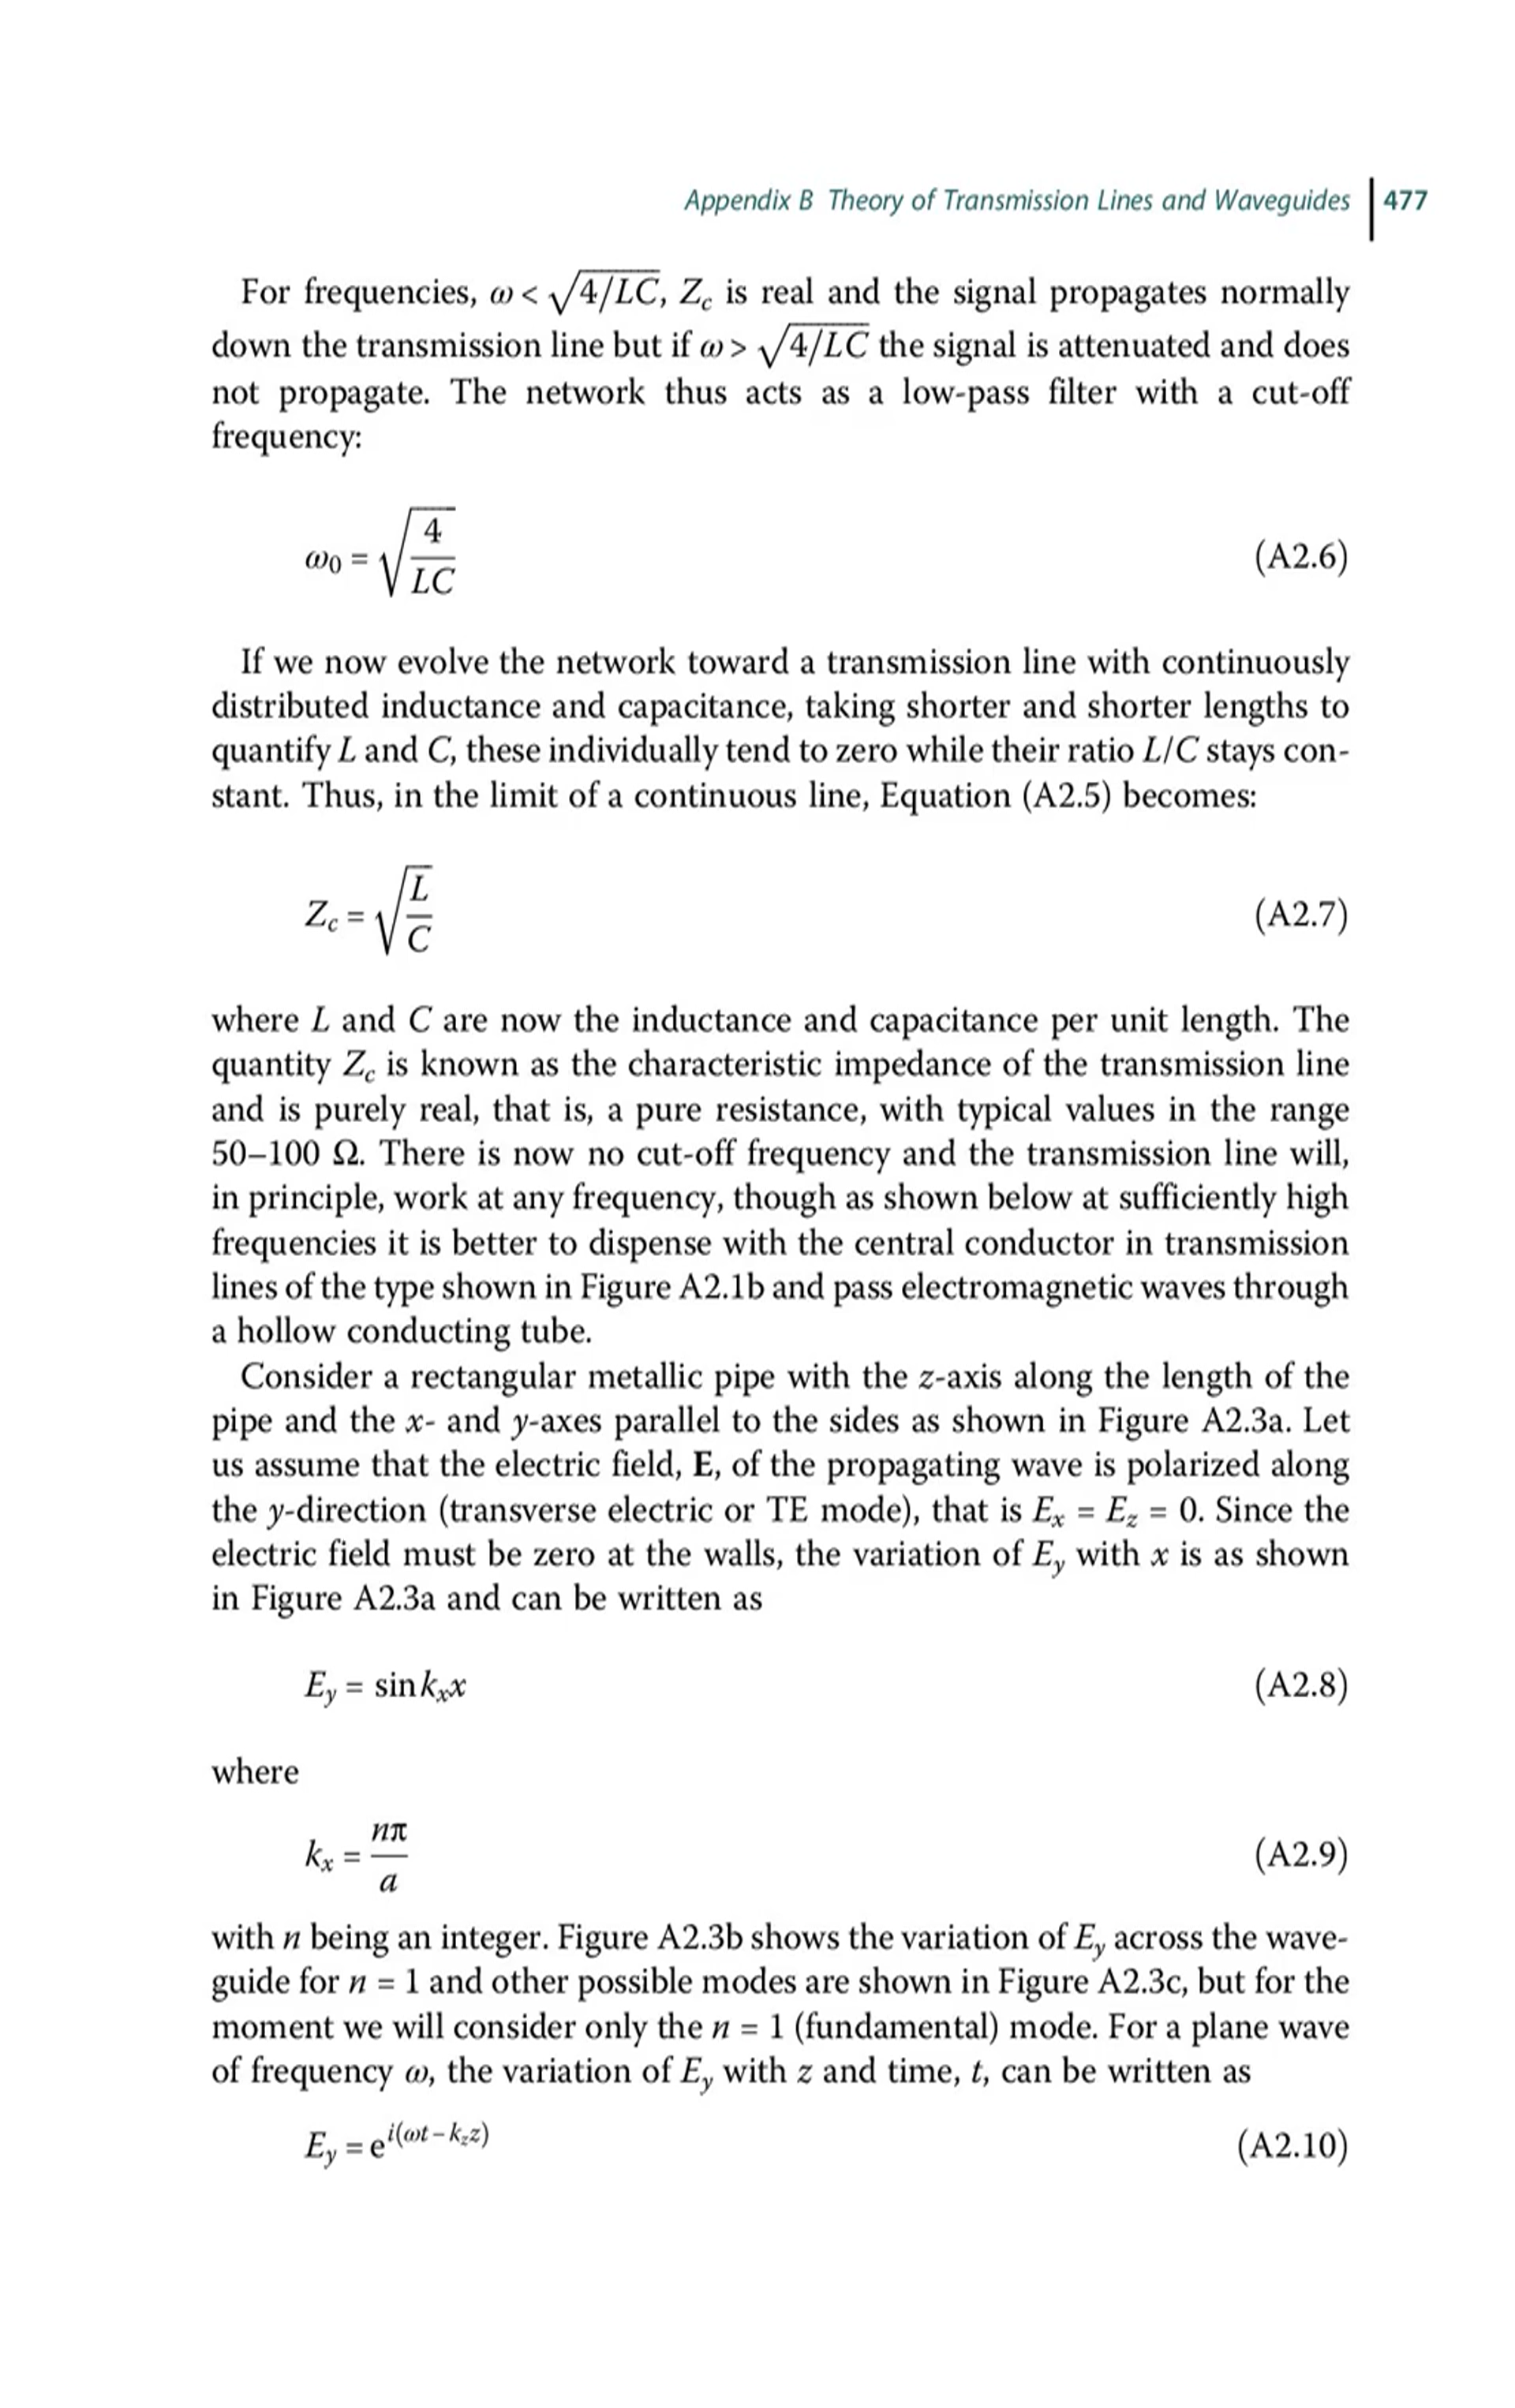 Appendix B Theory of Transmission Lines and Waveguides | 477
For frequencies, ω < √4/LC, Zc is real and the signal propagates normally
down the transmission line but if ω > √4/LC the signal is attenuated and does
not propagate. The network thus acts as a low-pass filter with a cut-off
frequency:
ω0 = √(4/LC) (A2.6)
If we now evolve the network toward a transmission line with continuously
distributed inductance and capacitance, taking shorter and shorter lengths to
quantify L and C, these individually tend to zero while their ratio L/C stays con-
stant. Thus, in the limit of a continuous line, Equation (A2.5) becomes:
Zc = √(L/C) (A2.7)
where L and C are now the inductance and capacitance per unit length. The
quantity Zc is known as the characteristic impedance of the transmission line
and is purely real, that is, a pure resistance, with typical values in the range
50–100 Ω. There is now no cut-off frequency and the transmission line will,
in principle, work at any frequency, though as shown below at sufficiently high
frequencies it is better to dispense with the central conductor in transmission
lines of the type shown in Figure A2.1b and pass electromagnetic waves through
a hollow conducting tube.
Consider a rectangular metallic pipe with the z-axis along the length of the
pipe and the x- and y-axes parallel to the sides as shown in Figure A2.3a. Let
us assume that the electric field, E, of the propagating wave is polarized along
the y-direction (transverse electric or TE mode), that is Ex = Ez = 0. Since the
electric field must be zero at the walls, the variation of Ey with x is as shown
in Figure A2.3a and can be written as
Ey = sin kxx (A2.8)
where
kx = nπ/a (A2.9)
with n being an integer. Figure A2.3b shows the variation of Ey across the wave-
guide for n = 1 and other possible modes are shown in Figure A2.3c, but for the
moment we will consider only the n = 1 (fundamental) mode. For a plane wave
of frequency ω, the variation of Ey with z and time, t, can be written as
Ey = e^i(ωt − kzz) (A2.10)